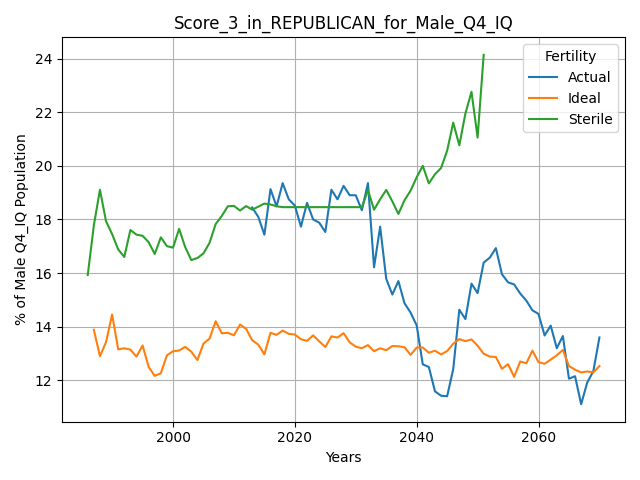 Score_3_in_REPUBLICAN_for_Male_Q4_IQ
% of Male Q4_IQ Population
24
22
20
18
16
14
12
Fertility
Actual
Ideal
Sterile
2000
2020
2040
2060
Years